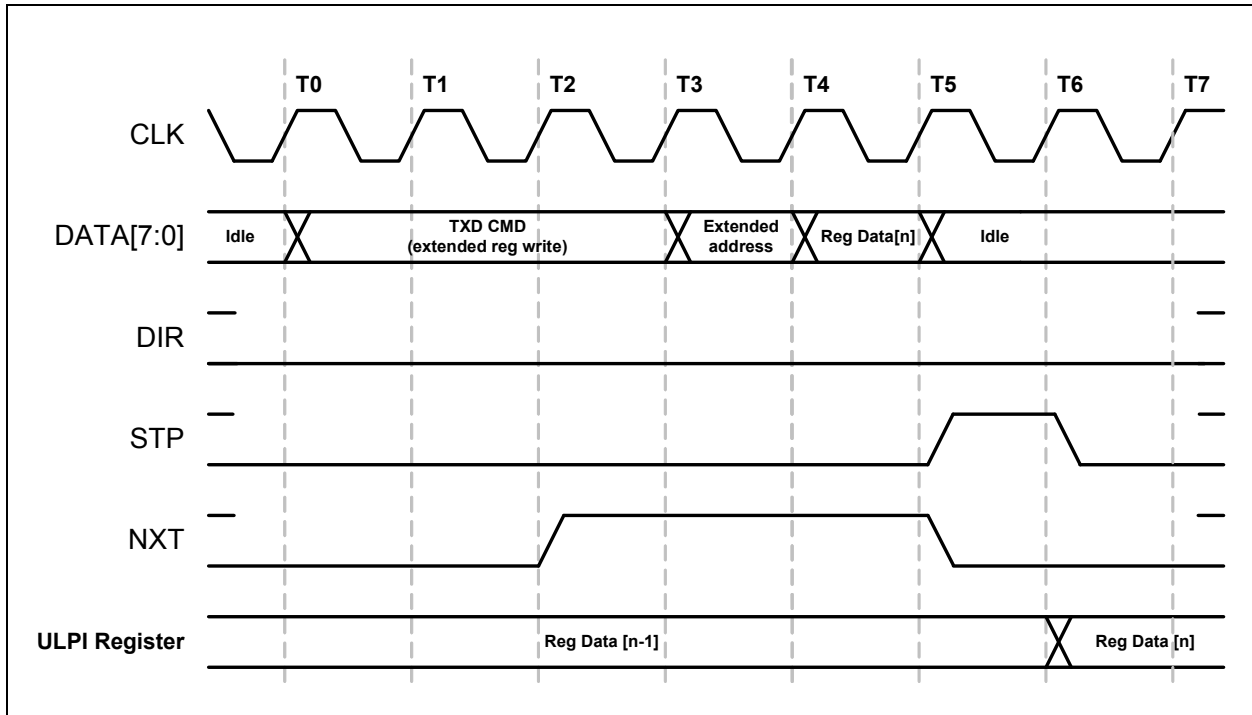 T0 T1 T2 T3 T4 T5 T6 T7
CLK
DATA[7:0]
Idle
TXD CMD
(extended reg write)
Extended
address
Reg Data[n]
Idle
DIR
STP
NXT
ULPI Register
Reg Data [n-1]
Reg Data [n]